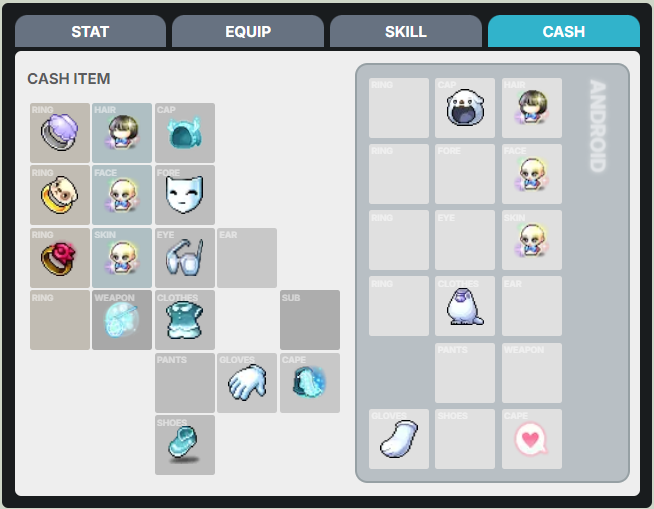 STAT EQUIP SKILL CASH
CASH ITEM
RING HAIR CAP
RING FACE FORE
RING SKIN EYE EAR
RING WEAPON CLOTHES SUB
PANTS GLOVES CAPE
SHOES
RING CAP HAIR
RING FORE FACE
RING EYE SKIN
RING CLOTHES EAR
PANTS WEAPON
GLOVES SHOES CAPE
ANDROID